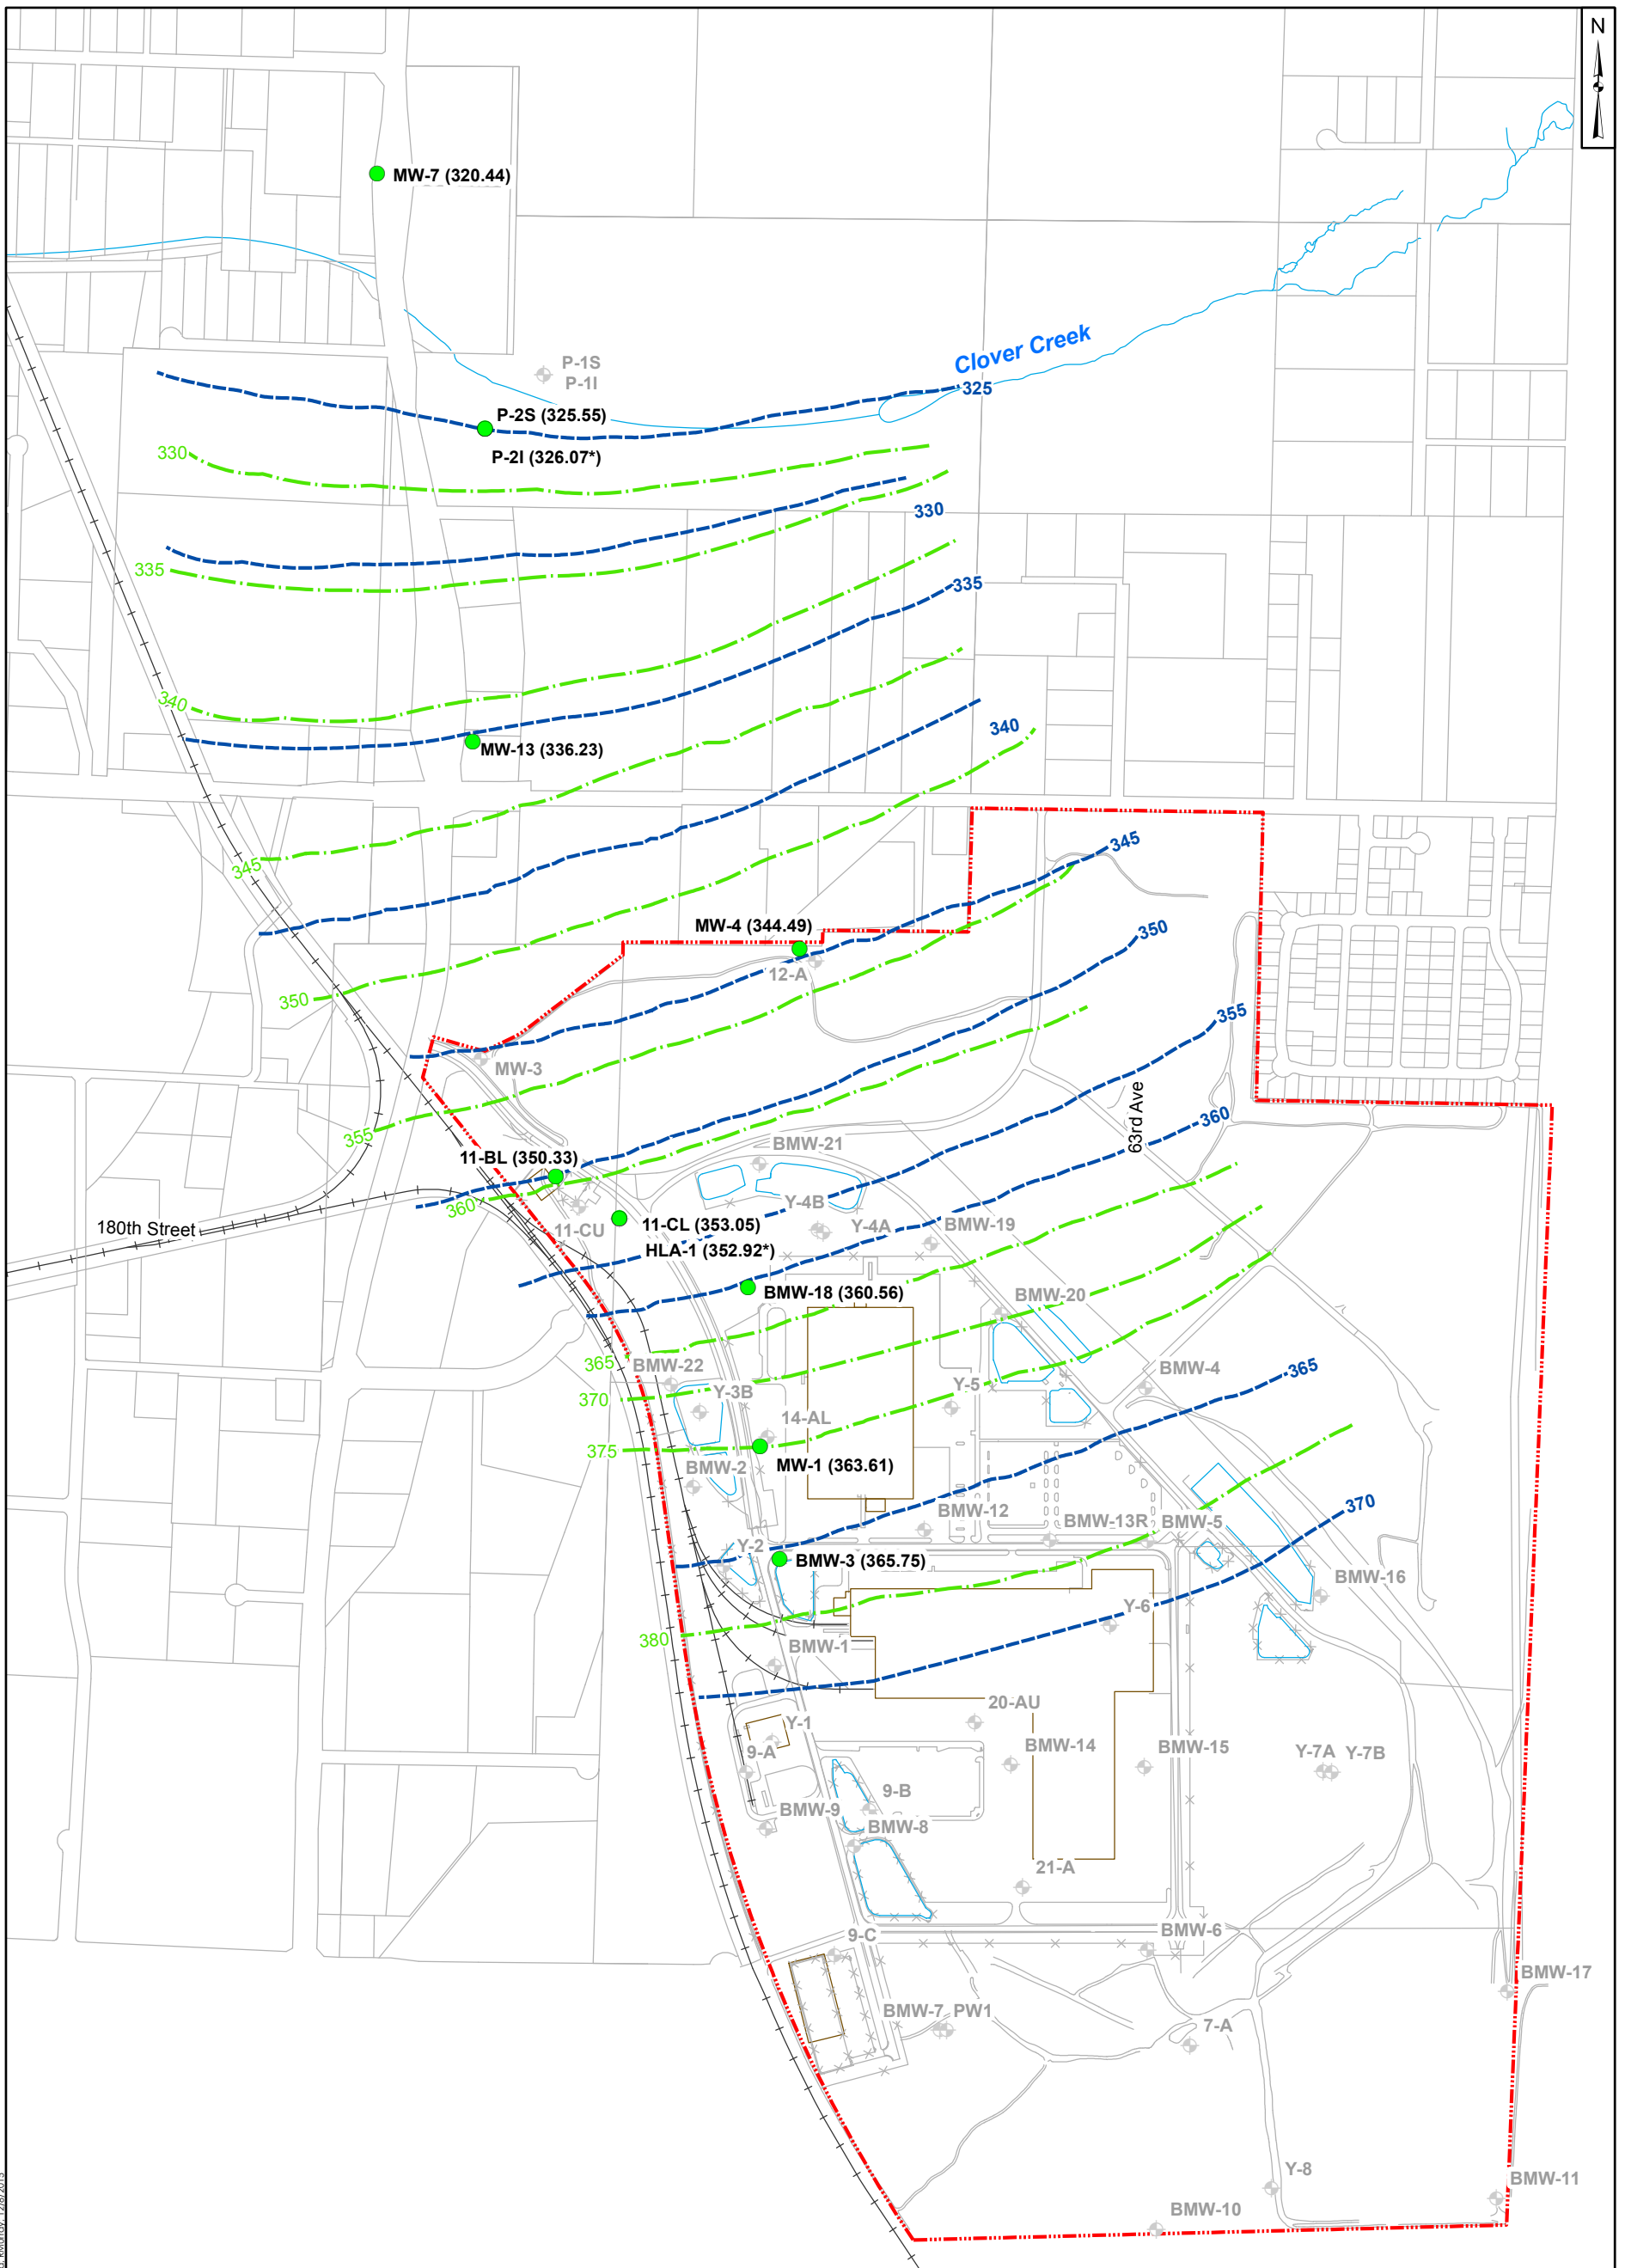 N
MW-7 (320.44)
Clover Creek
P-1S
P-1I
325
P-2S (325.55)
P-2I (326.07*)
330
330
335
335
340
MW-13 (336.23)
340
345
345
MW-4 (344.49)
350
12-A
350
355
MW-3
63rd Ave
360
355
BMW-21
11-BL (350.33)
360
180th Street
Y-4B
11-CU
11-CL (353.05)
Y-4A
BMW-19
HLA-1 (352.92*)
BMW-18 (360.56)
BMW-20
365
BMW-22
365
BMW-4
370
Y-3B
Y-5
14-AL
375
BMW-2
MW-1 (363.61)
370
BMW-12
BMW-13R
BMW-5
Y-2
BMW-3 (365.75)
BMW-16
Y-6
380
BMW-1
20-AU
Y-1
9-A
BMW-14
BMW-15
Y-7A
Y-7B
9-B
BMW-9
BMW-8
21-A
BMW-6
9-C
BMW-17
BMW-7
PW1
7-A
Y-8
BMW-11
BMW-10